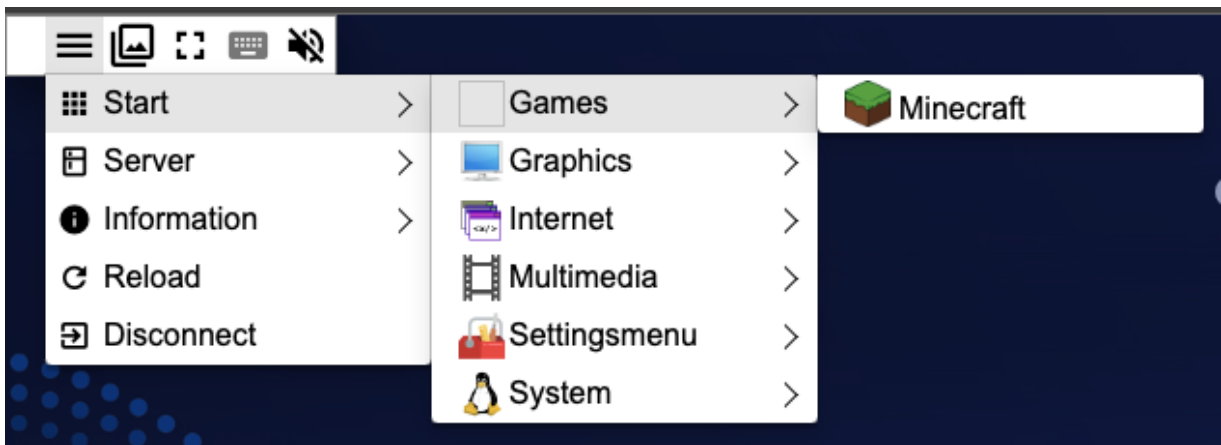 Start
Server
Information
Reload
Disconnect
Games
Graphics
Internet
Multimedia
Settingsmenu
System
Minecraft